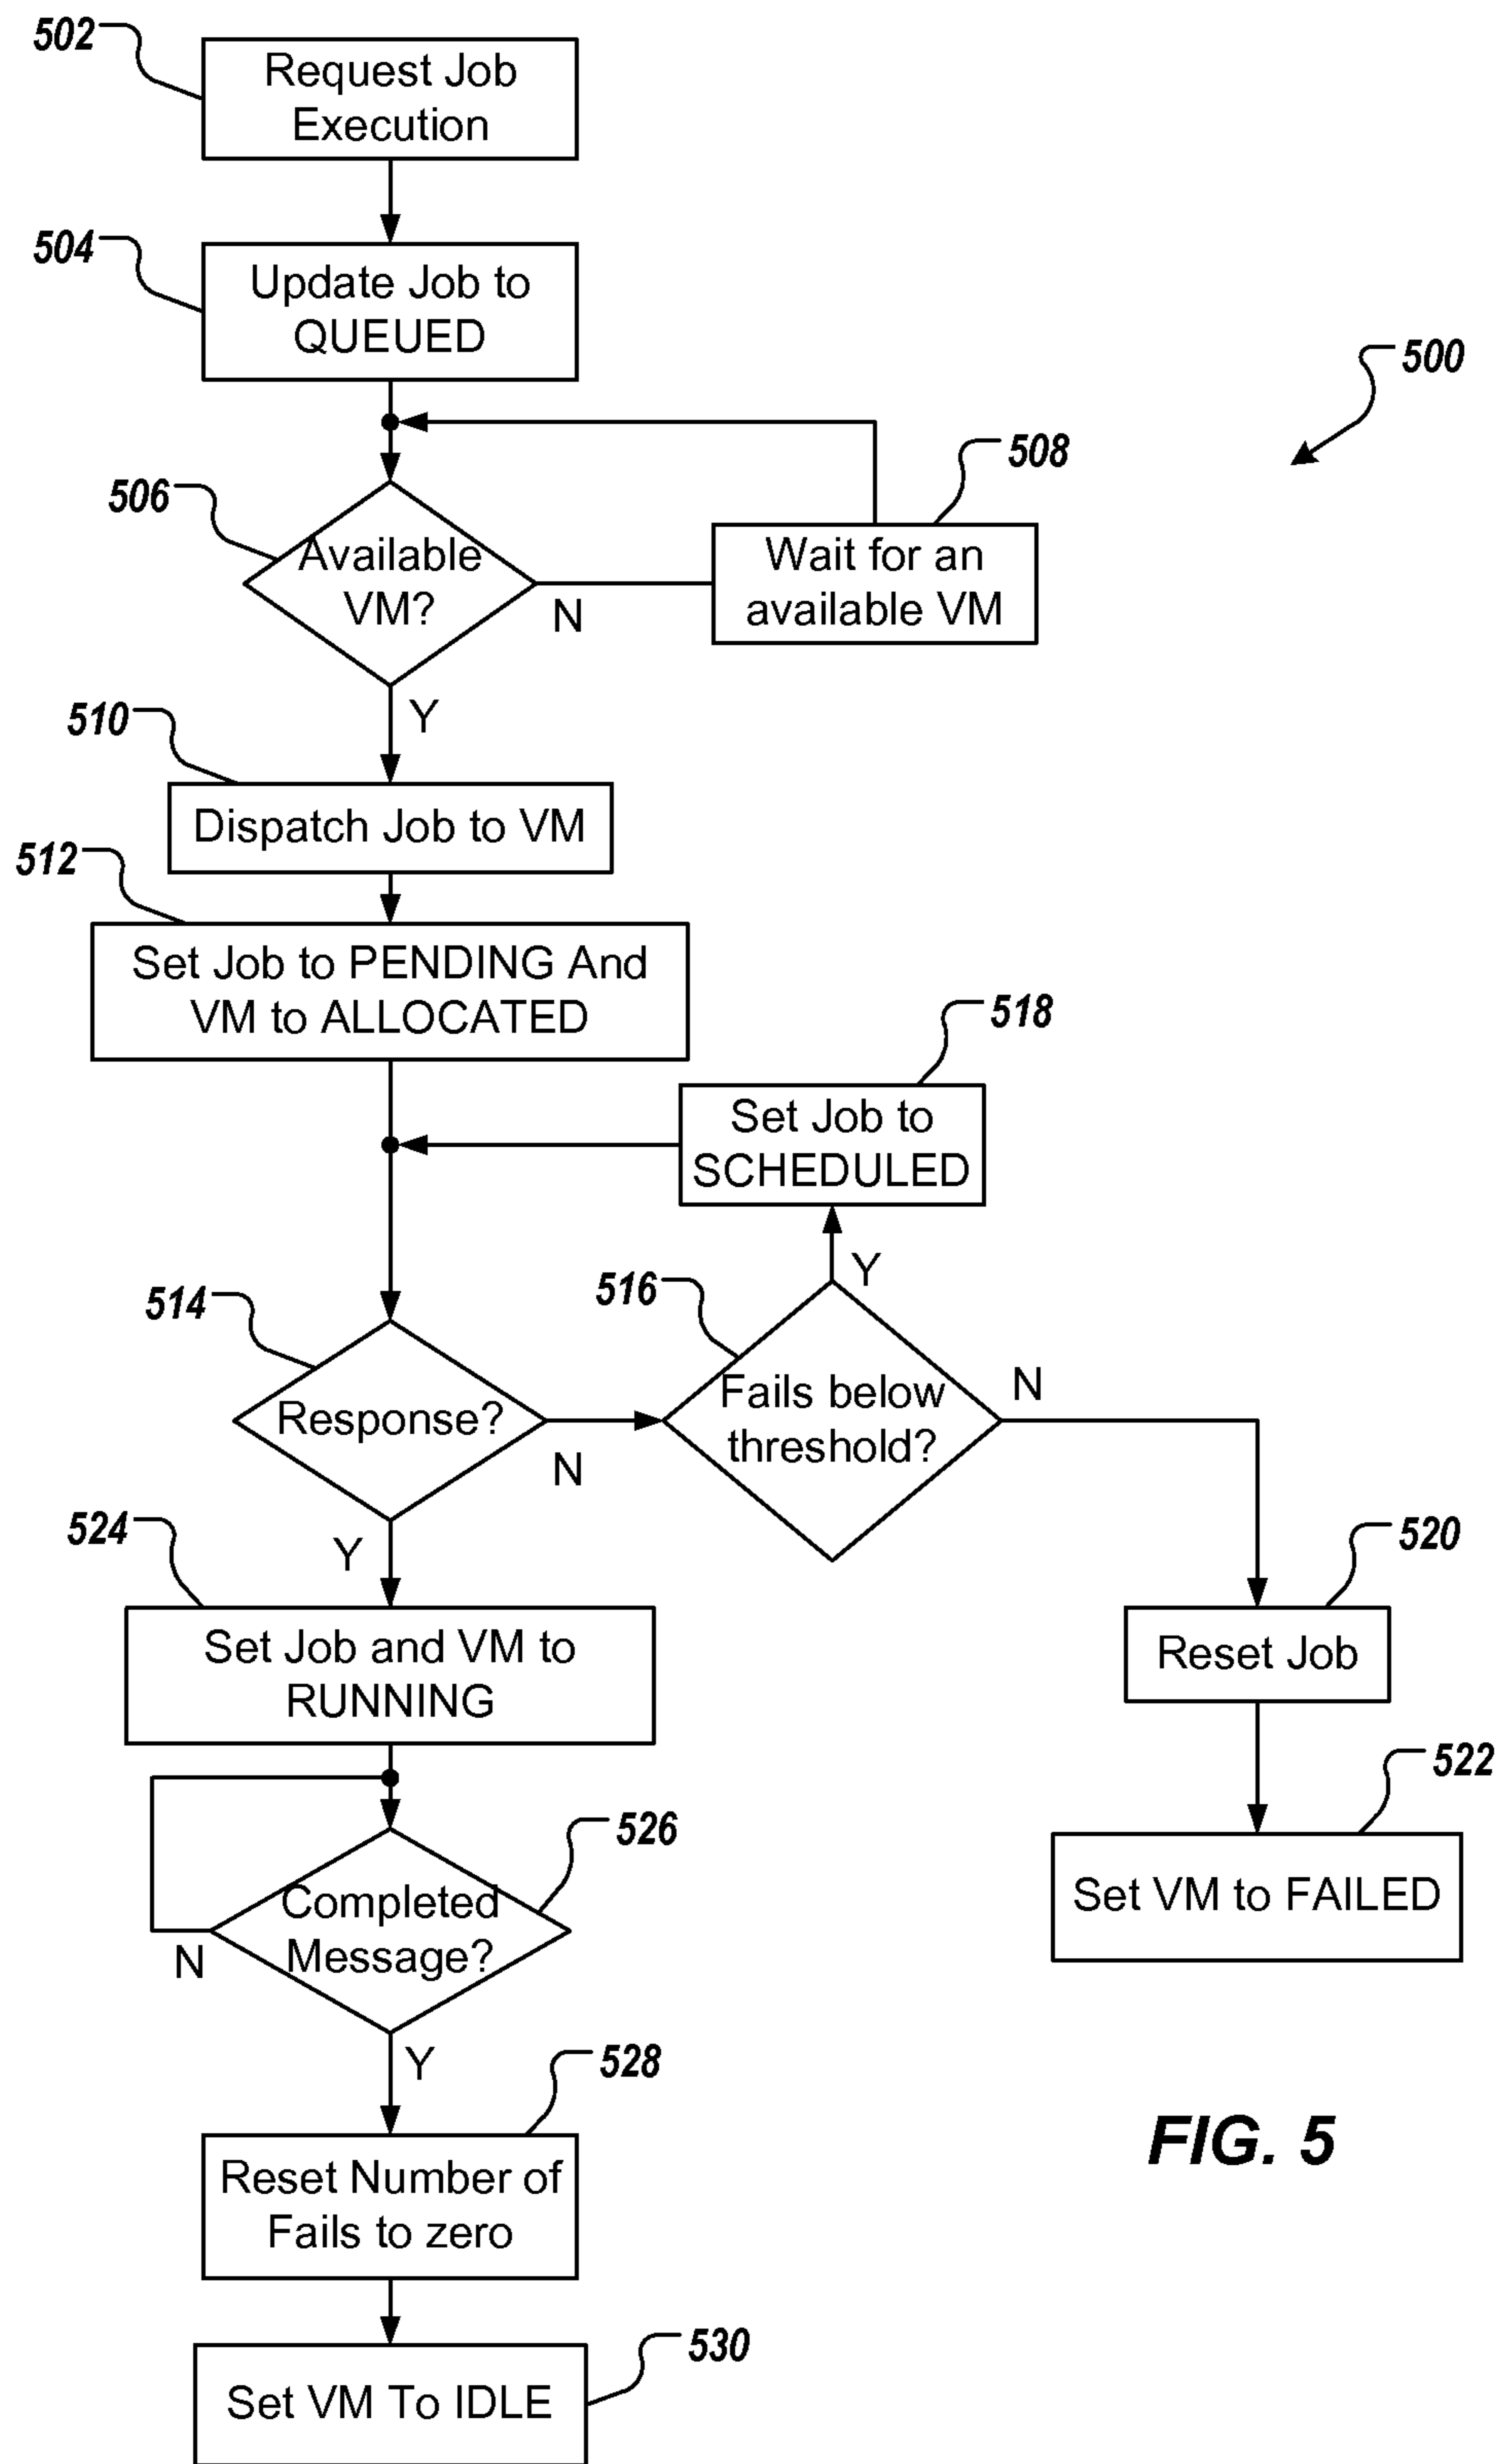 502
Request Job
Execution
504
Update Job to
QUEUED
500
506
Available
VM?
N
508
Wait for an
available VM
Y
510
Dispatch Job to VM
512
Set Job to PENDING And
VM to ALLOCATED
518
Set Job to
SCHEDULED
Y
514
Response?
N
516
Fails below
threshold?
N
Y
524
Set Job and VM to
RUNNING
520
Reset Job
522
Set VM to FAILED
526
Completed
Message?
N
Y
528
Reset Number of
Fails to zero
530
Set VM To IDLE
FIG. 5